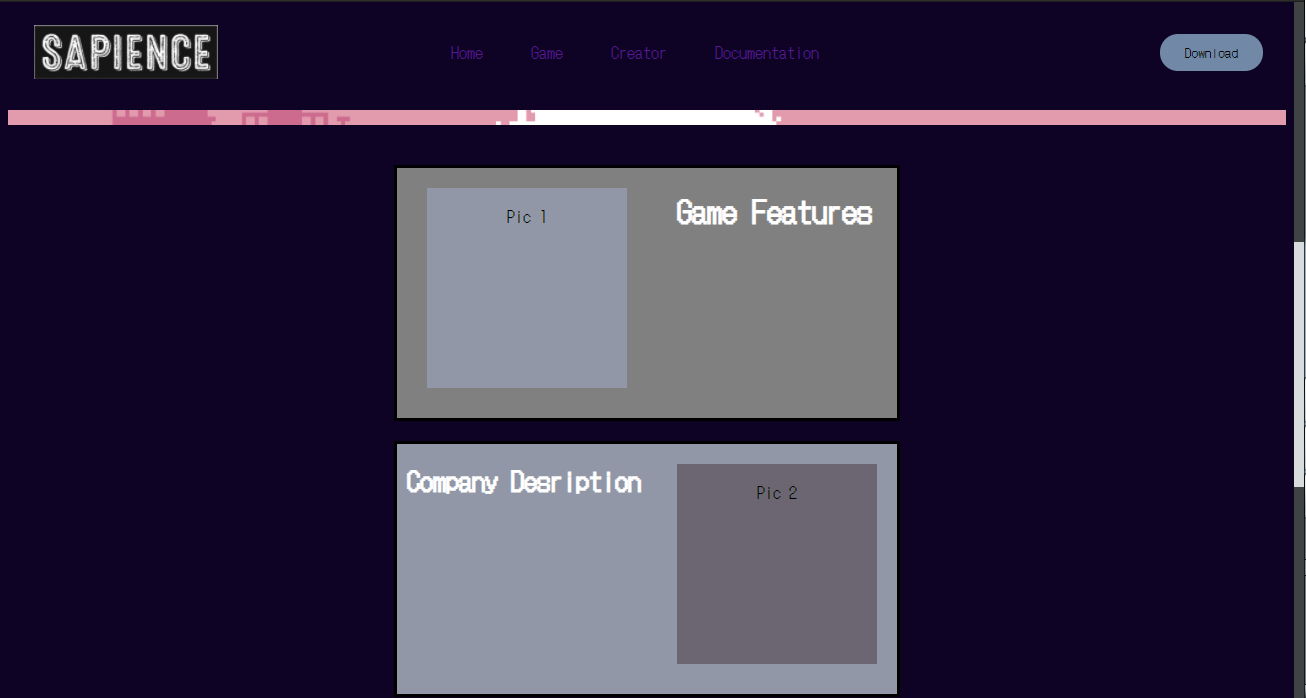 SAPIENCE
Home Game Creator Documentation
Download
Pic 1
Game Features
Company Desription
Pic 2